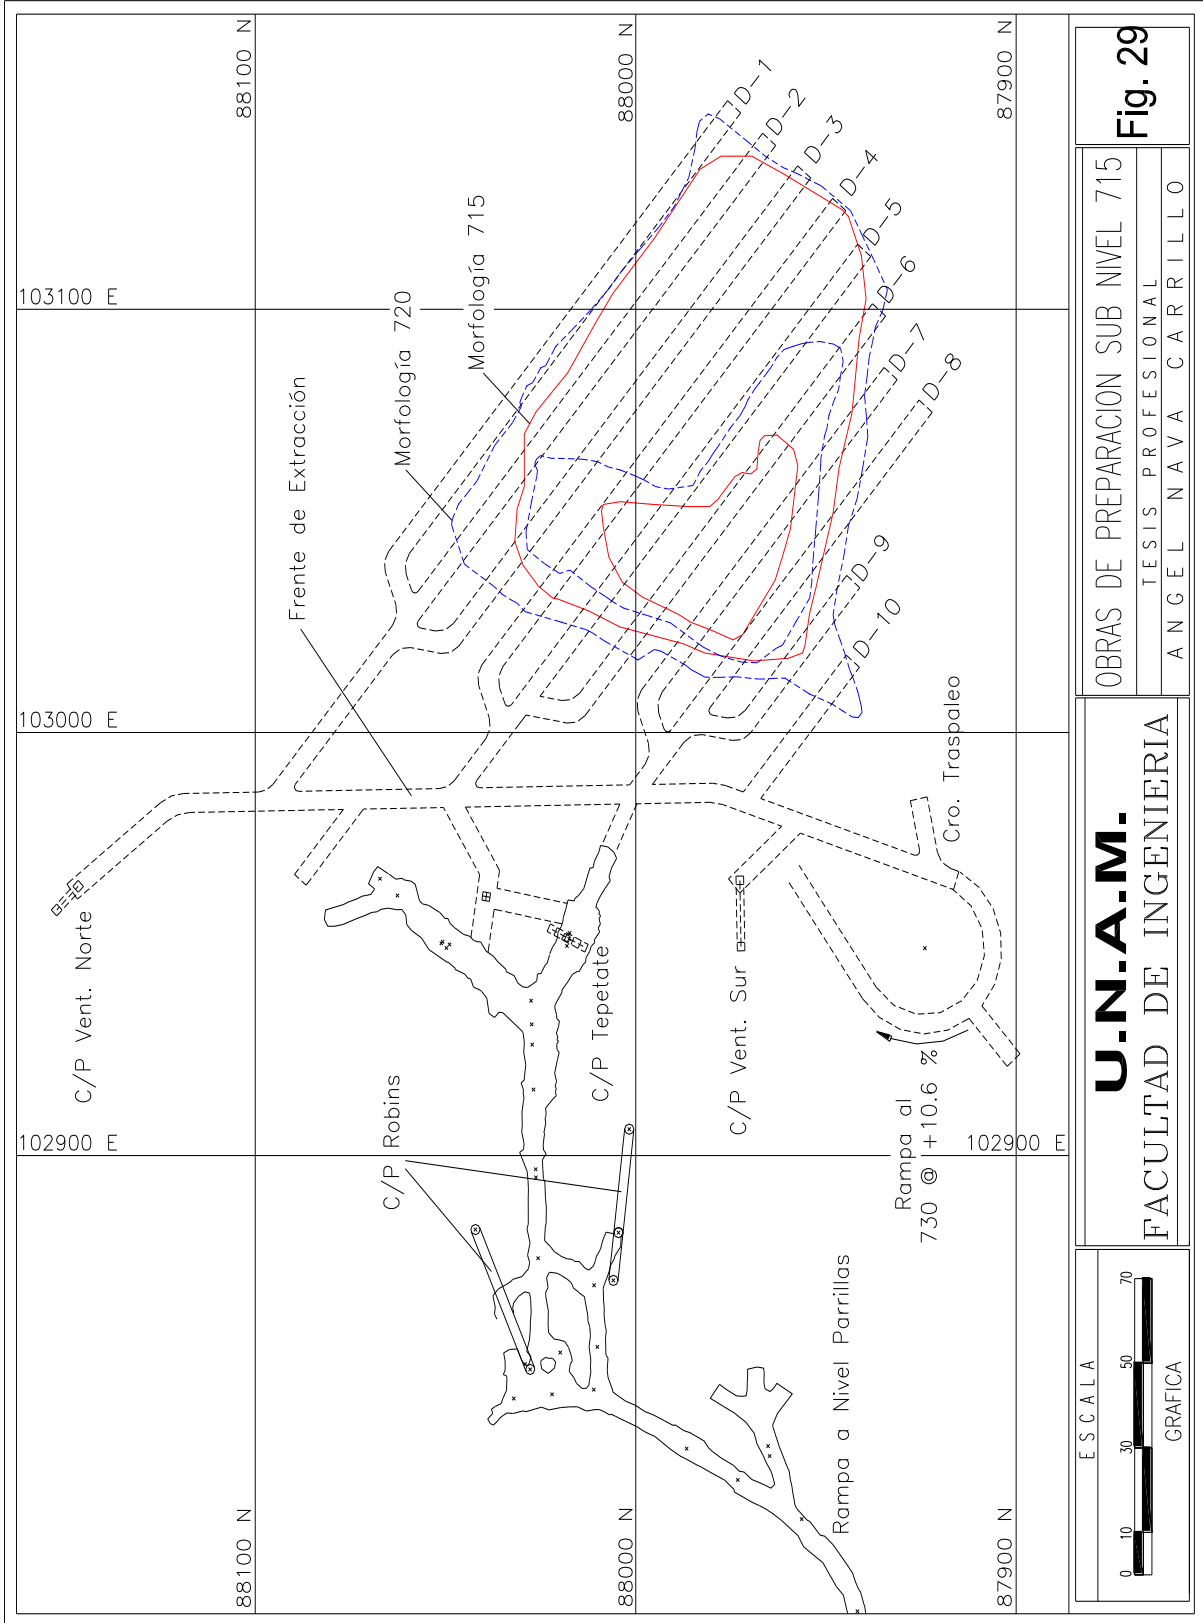 88100 N
88000 N
87900 N
103100 E
103000 E
102900 E
102900 E
88100 N
88000 N
87900 N
D-1
D-2
D-3
D-4
D-5
D-6
D-7
D-8
D-9
D-10
Morfología 715
Morfología 720
Frente de Extracción
Cro. Traspaleo
C/P Vent. Norte
C/P Tepetate
C/P Vent. Sur
C/P Robins
Rampa al
730 @ +10.6 %
Rampa a Nivel Parrillas
ESCALA
0 10 30 50 70
GRAFICA
U.N.A.M.
FACULTAD DE INGENIERIA
OBRAS DE PREPARACION SUB NIVEL 715
TESIS PROFESIONAL
ANGEL NAVA CARRILLO
Fig. 29